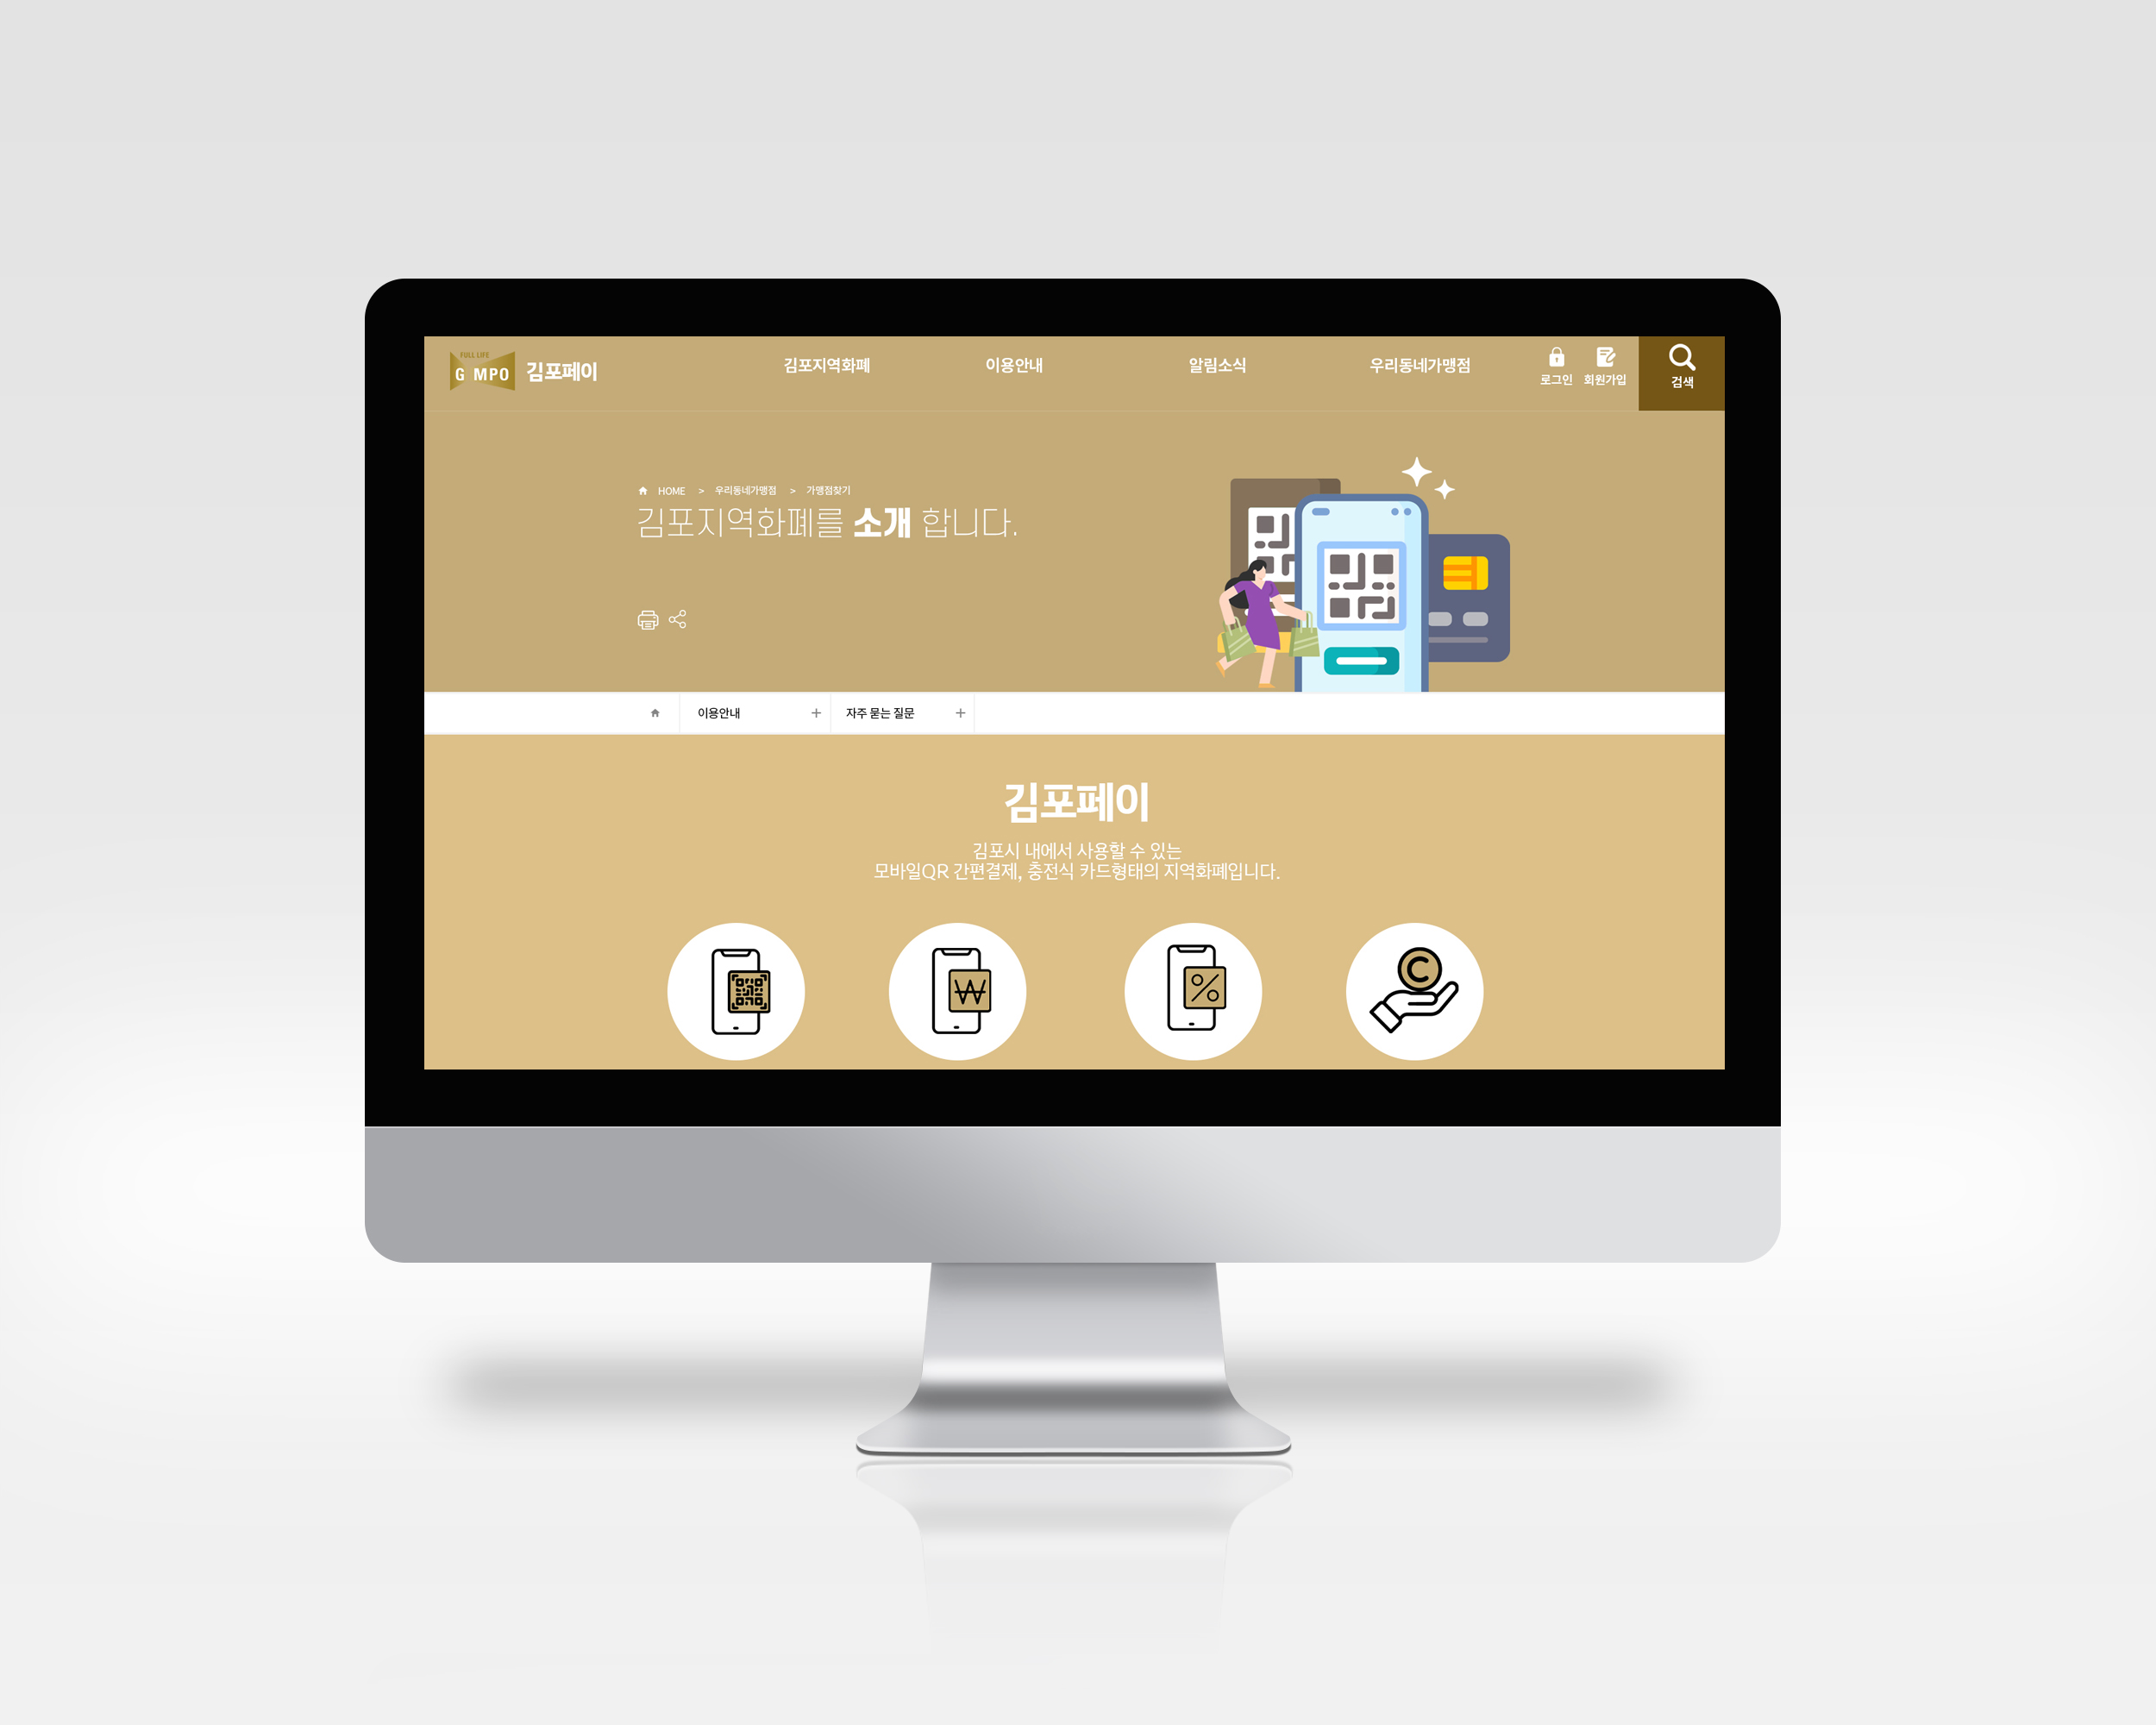 FULL LIFE
G MPO
김포페이
김포지역화폐
이용안내
알림소식
우리동네가맹점
로그인
회원가입
검색
HOME > 우리동네가맹점 > 가맹점찾기
김포지역화폐를 소개 합니다.
이용안내
자주 묻는 질문
김포페이
김포시 내에서 사용할 수 있는
모바일QR 간편결제, 충전식 카드형태의 지역화폐입니다.